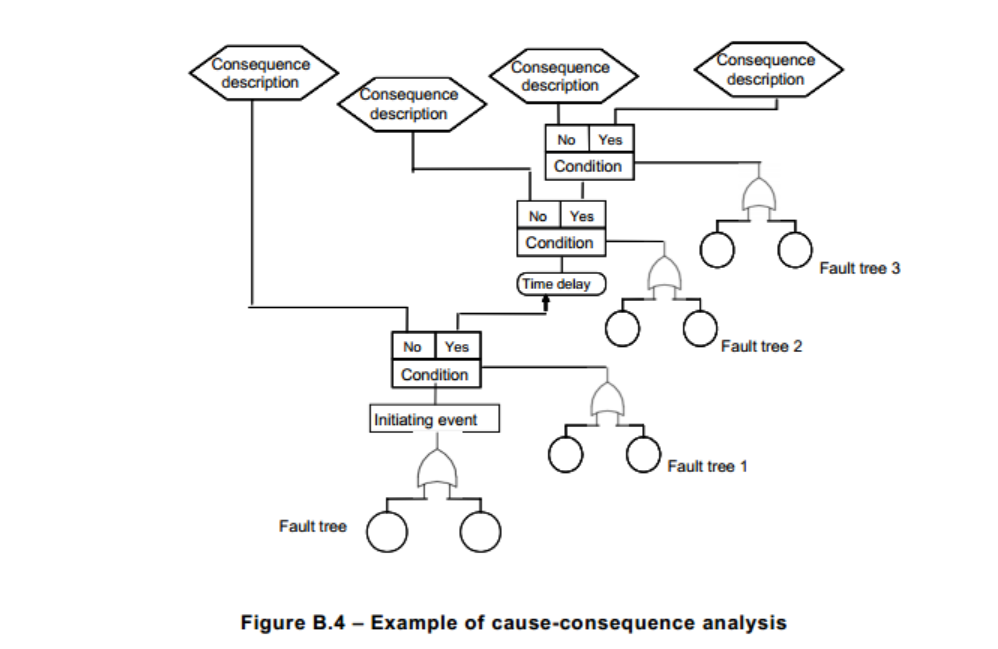 Consequence
description
Consequence
description
Consequence
description
Consequence
description
No Yes
Condition
No Yes
Condition
Fault tree 3
Time delay
Fault tree 2
No Yes
Condition
Initiating event
Fault tree 1
Fault tree
Figure B.4 – Example of cause-consequence analysis